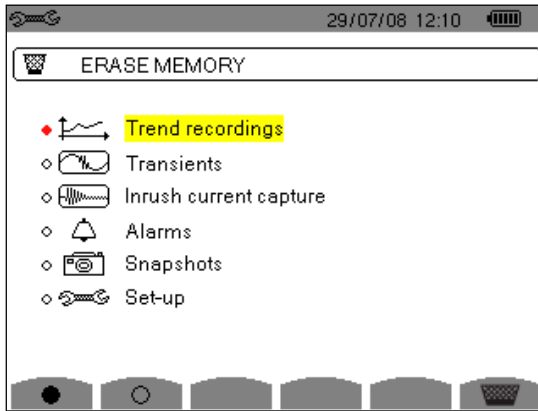 29/07/08 12:10
ERASE MEMORY
Trend recordings
Transients
Inrush current capture
Alarms
Snapshots
Set-up